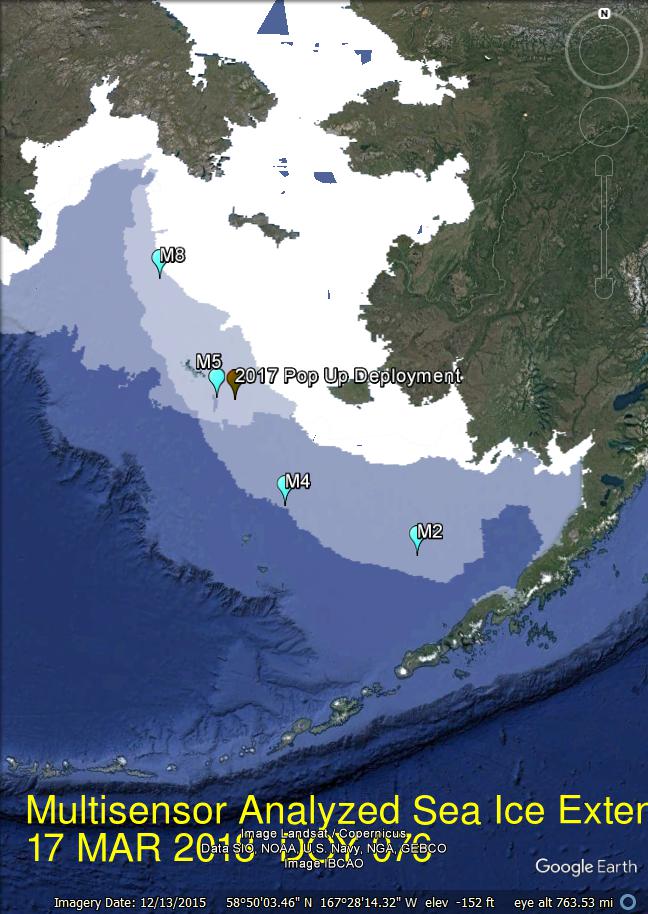 N
M8
M5
2017 Pop Up Deployment
M4
M2
Multisensor Analyzed Sea Ice Exten
17 MAR 2018 DOY 076
Image Landsat / Copernicus
Data SIO, NOAA, U.S. Navy, NGA, GEBCO
Image IBCAO
Google Earth
Imagery Date: 12/13/2015 58°50'03.46" N 167°28'14.32" W elev -152 ft eye alt 763.53 mi